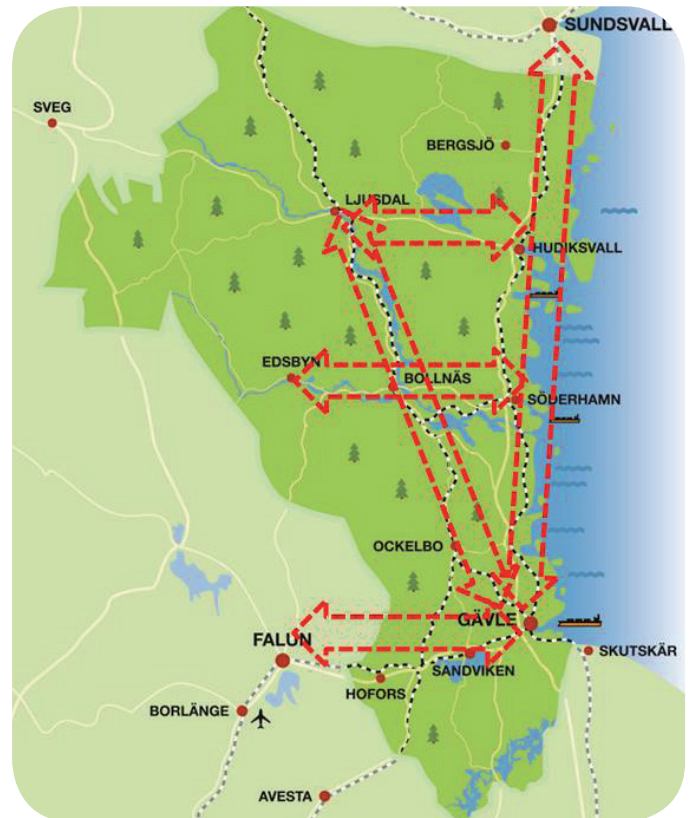 SUNDSVALL
SVEG
BERGSJÖ
LJUSDAL
HUDIKSVALL
EDSBYN
BOLLNÄS
SÖDERHAMN
OCKELBO
GÄVLE
FALUN
SKUTSKÄR
SANDVIKEN
HOFORS
BORLÄNGE
AVESTA